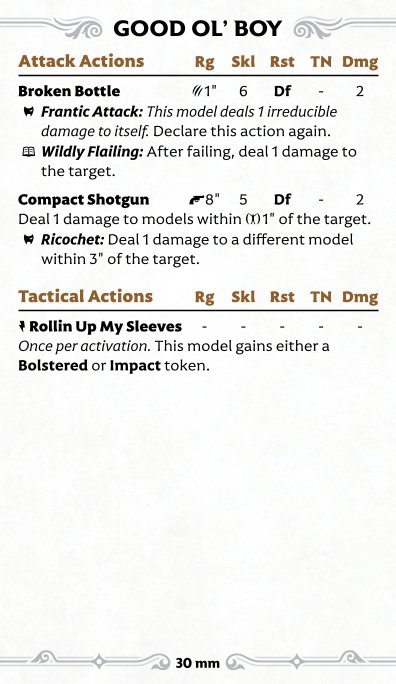 GOOD OL' BOY
Attack Actions Rg Skl Rst TN Dmg
Broken Bottle 1" 6 Df - 2
Frantic Attack: This model deals 1 irreducible
damage to itself. Declare this action again.
Wildly Flailing: After failing, deal 1 damage to
the target.
Compact Shotgun 8" 5 Df - 2
Deal 1 damage to models within 1" of the target.
Ricochet: Deal 1 damage to a different model
within 3" of the target.
Tactical Actions Rg Skl Rst TN Dmg
Rollin Up My Sleeves - - - - -
Once per activation. This model gains either a
Bolstered or Impact token.
30 mm